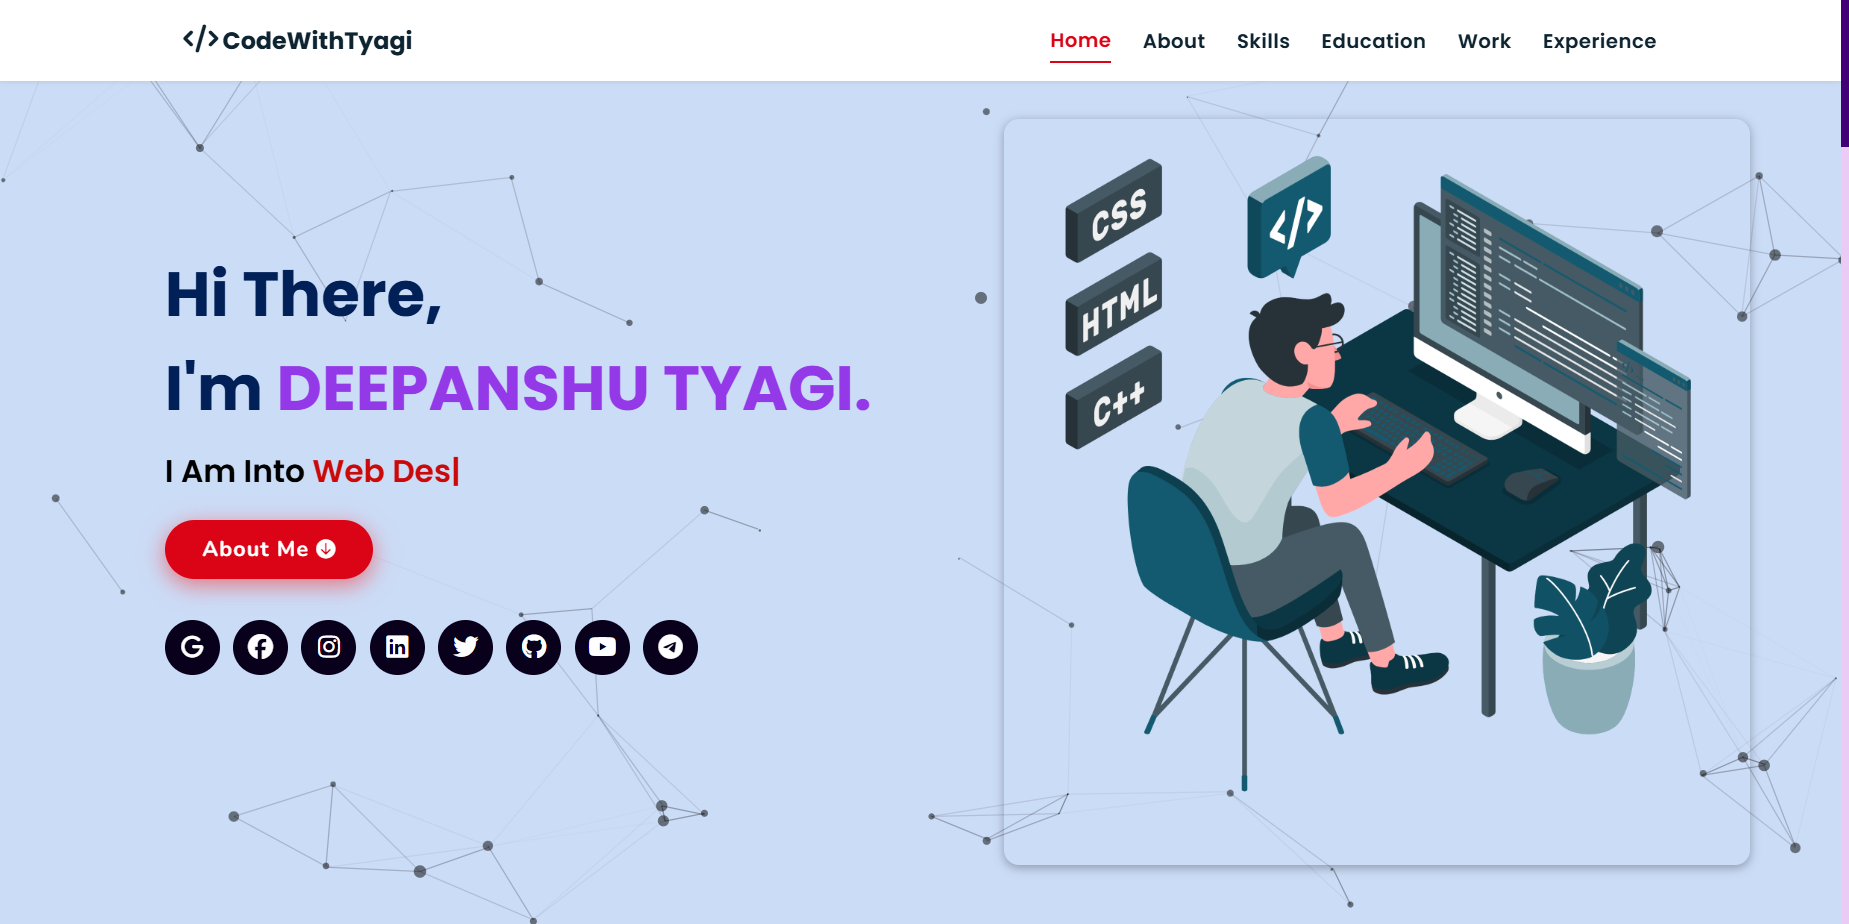 </> CodeWithTyagi
Home About Skills Education Work Experience
Hi There,
I'm DEEPANSHU TYAGI.
I Am Into Web Des|
About Me
CSS
</>
HTML
C++